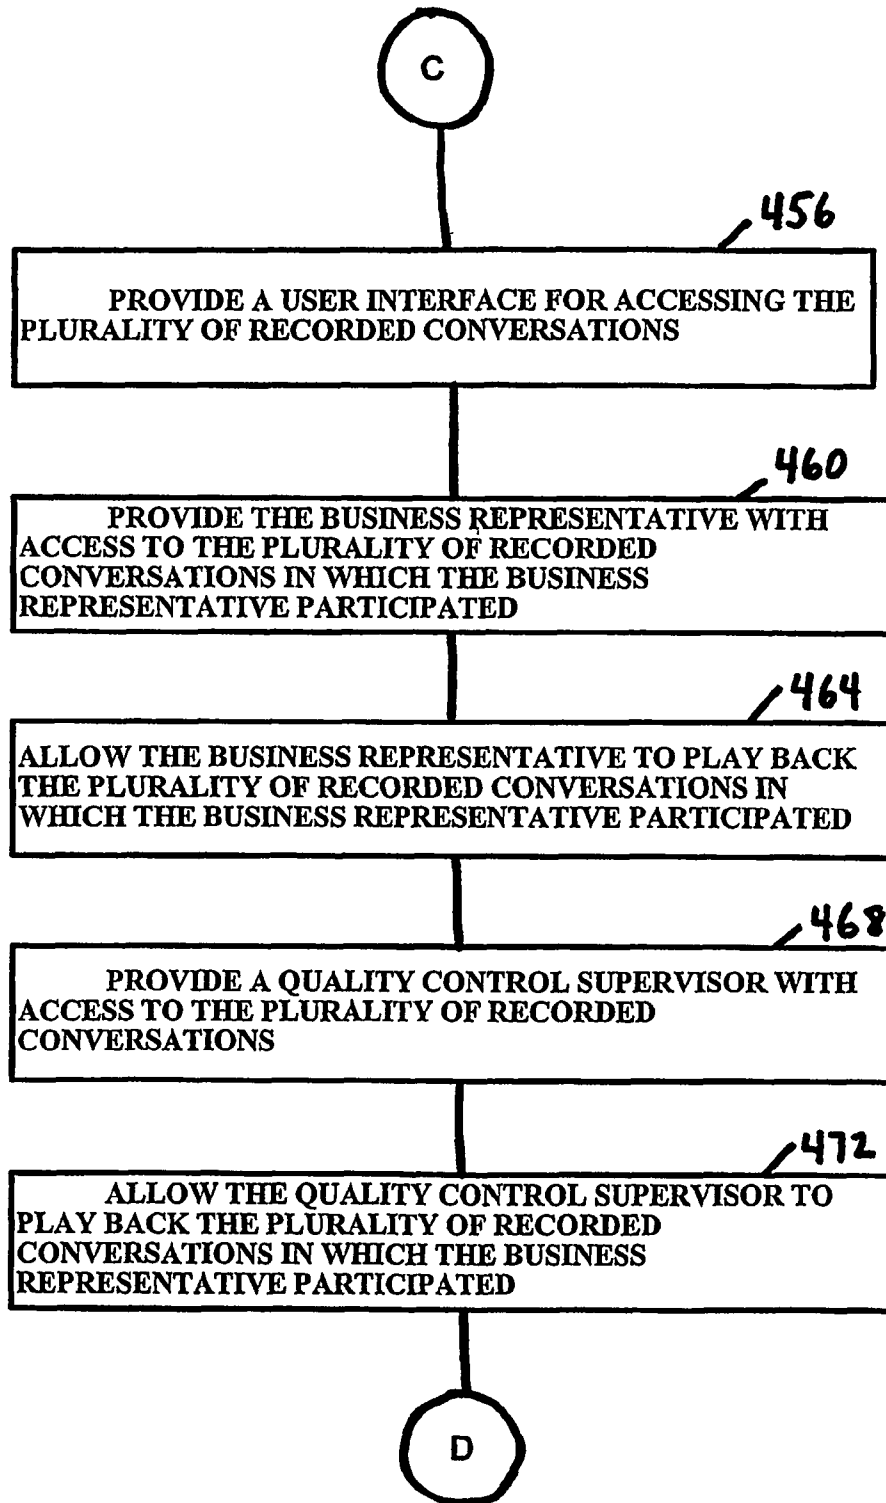 C
456
PROVIDE A USER INTERFACE FOR ACCESSING THE
PLURALITY OF RECORDED CONVERSATIONS
460
PROVIDE THE BUSINESS REPRESENTATIVE WITH
ACCESS TO THE PLURALITY OF RECORDED
CONVERSATIONS IN WHICH THE BUSINESS
REPRESENTATIVE PARTICIPATED
464
ALLOW THE BUSINESS REPRESENTATIVE TO PLAY BACK
THE PLURALITY OF RECORDED CONVERSATIONS IN
WHICH THE BUSINESS REPRESENTATIVE PARTICIPATED
468
PROVIDE A QUALITY CONTROL SUPERVISOR WITH
ACCESS TO THE PLURALITY OF RECORDED
CONVERSATIONS
472
ALLOW THE QUALITY CONTROL SUPERVISOR TO
PLAY BACK THE PLURALITY OF RECORDED
CONVERSATIONS IN WHICH THE BUSINESS
REPRESENTATIVE PARTICIPATED
D